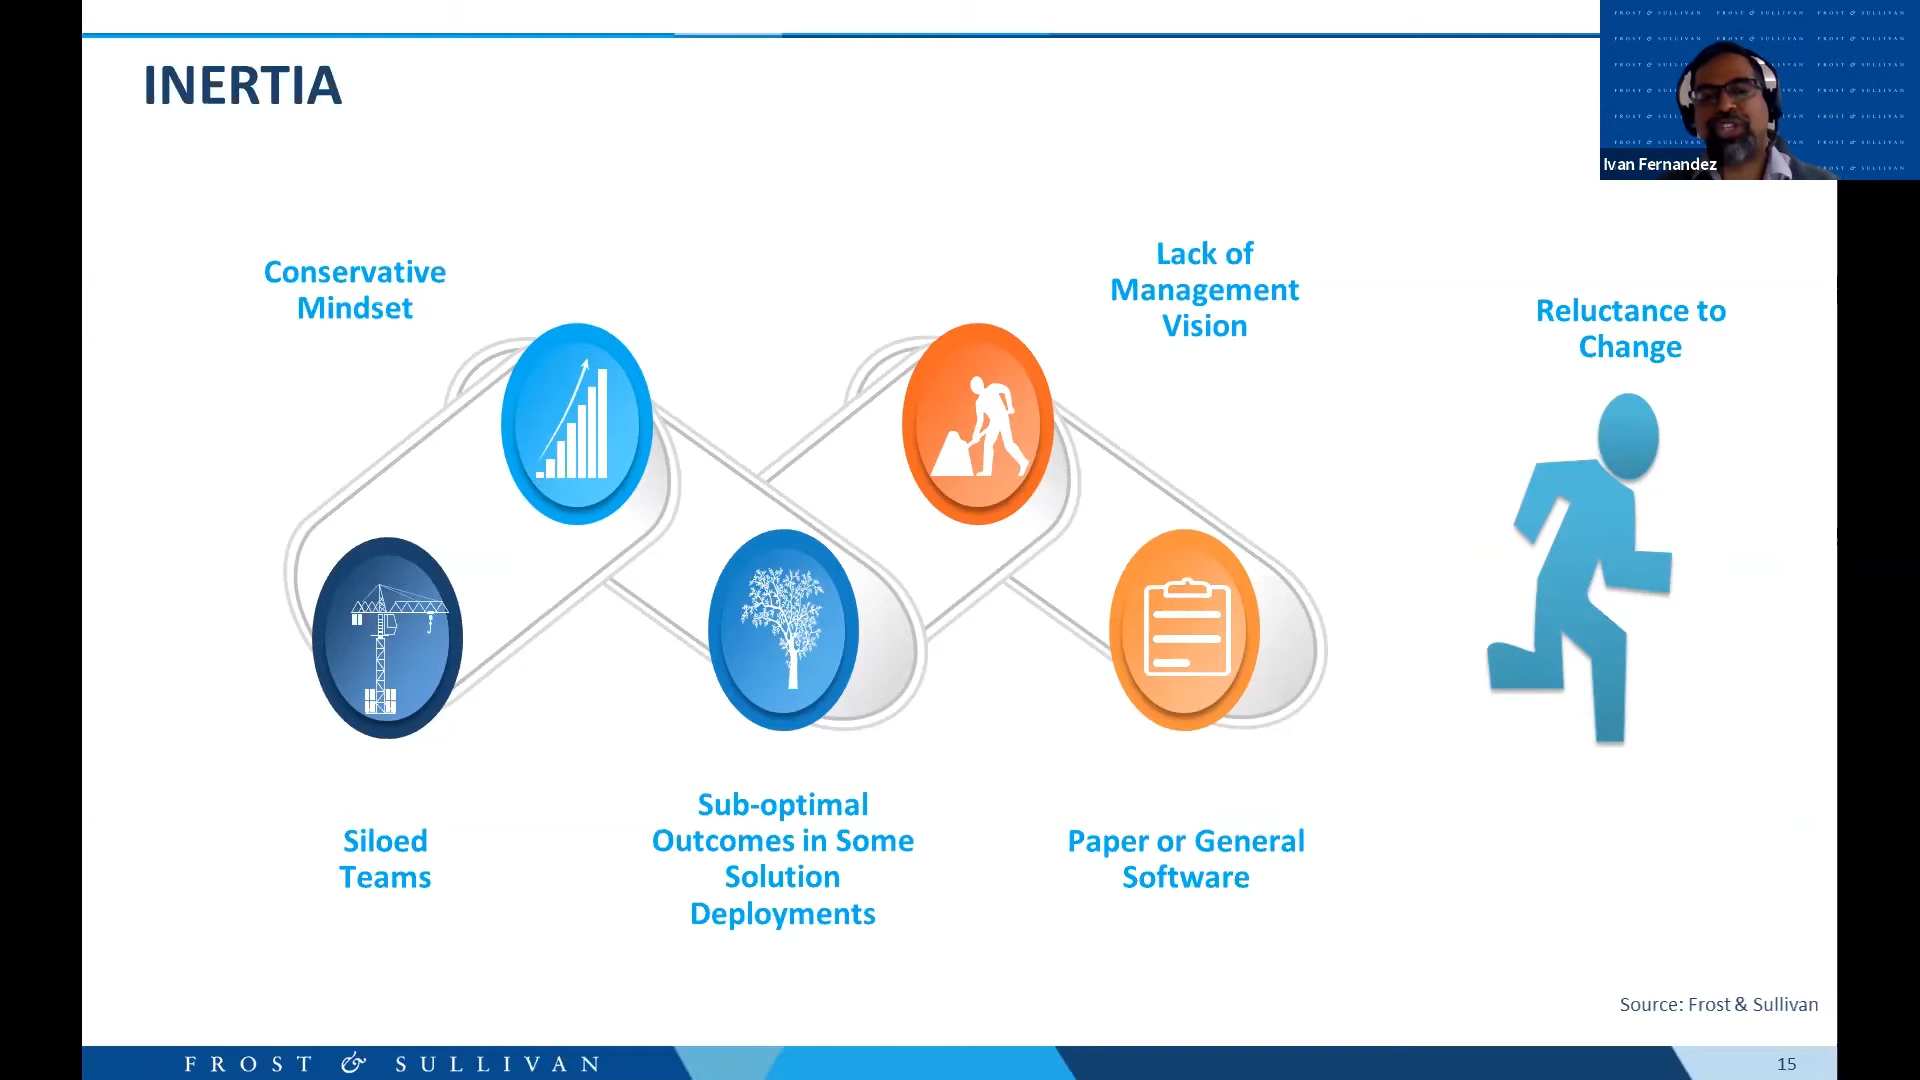 INERTIA
Ivan Fernandez
Conservative
Mindset
Lack of
Management
Vision
Reluctance to
Change
Siloed
Teams
Sub-optimal
Outcomes in Some
Solution
Deployments
Paper or General
Software
Source: Frost & Sullivan
FROST & SULLIVAN
15